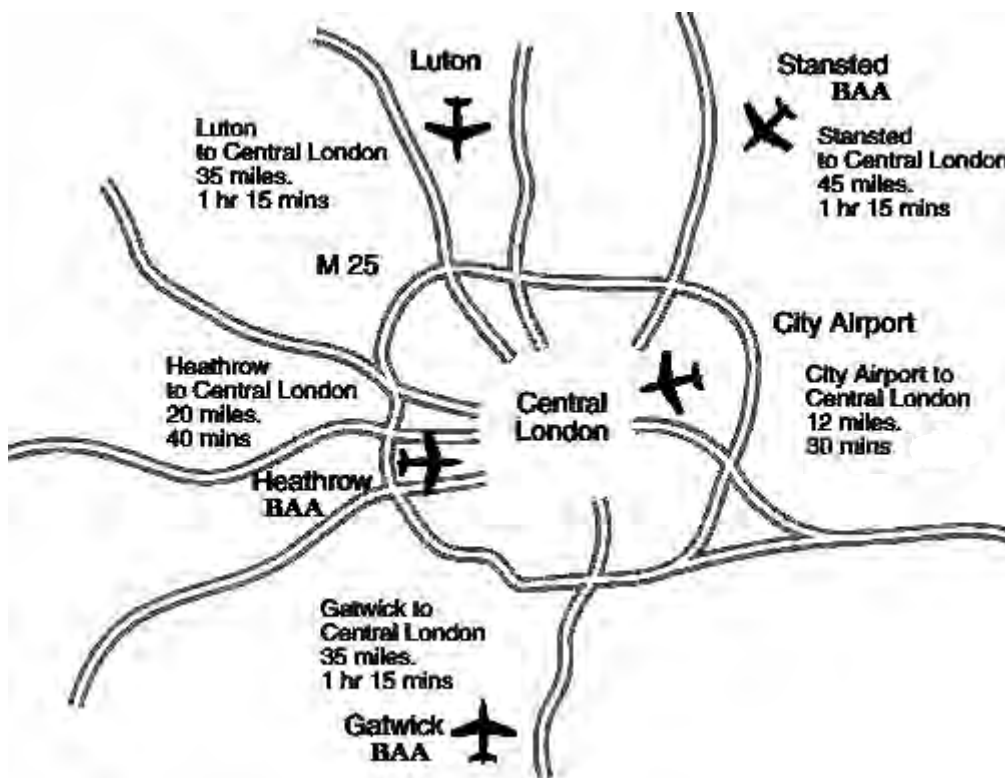 Luton
Luton
to Central London
35 miles.
1 hr 15 mins
Stansted
BAA
Stansted
to Central London
45 miles.
1 hr 15 mins
M 25
City Airport
City Airport to
Central London
12 miles.
30 mins
Heathrow
to Central London
20 miles.
40 mins
Central
London
Heathrow
BAA
Gatwick to
Central London
35 miles.
1 hr 15 mins
Gatwick
BAA